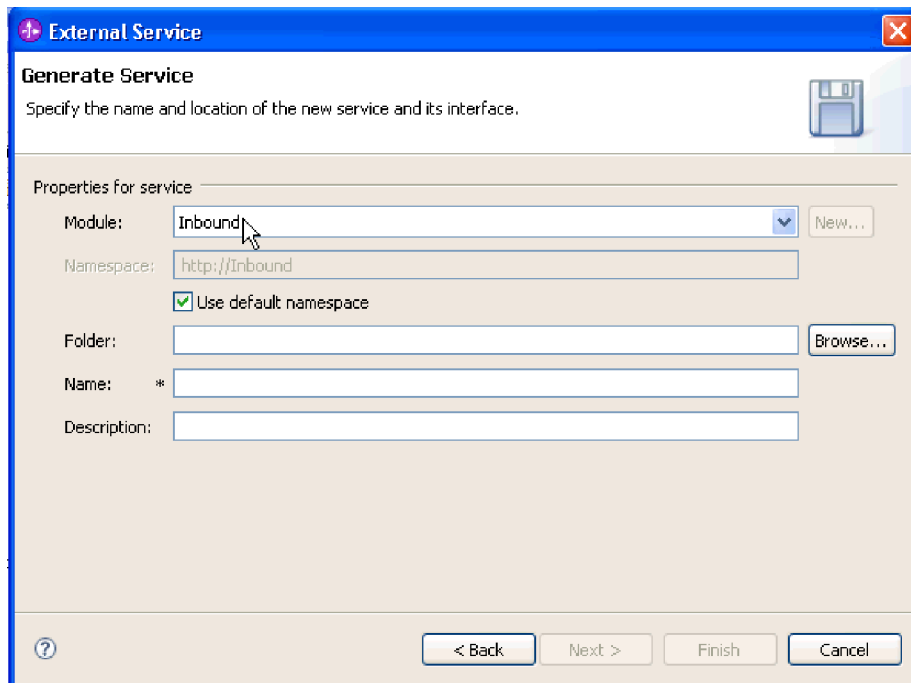 External Service
Generate Service
Specify the name and location of the new service and its interface.
Properties for service
Module: Inbound New...
Namespace: http://Inbound
Use default namespace
Folder: Browse...
Name: *
Description:
? < Back Next > Finish Cancel